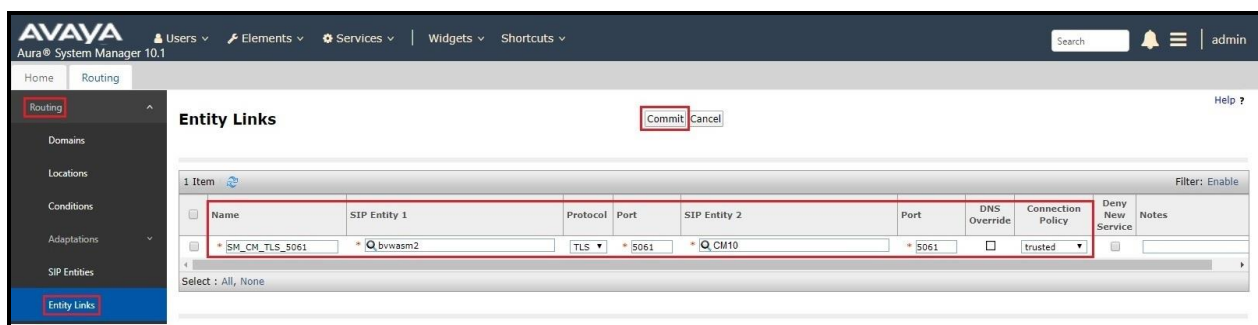 AVAYA
Aura® System Manager 10.1
Users Elements Services | Widgets Shortcuts Search admin
Home Routing
Routing
Help ?
Entity Links Commit Cancel
Domains
Locations
1 Item Filter: Enable
Conditions
Name SIP Entity 1 Protocol Port SIP Entity 2 Port DNS Override Connection Policy Deny New Service Notes
Adaptations
* SM_CM_TLS_5061 * bvwasm2 TLS * 5061 * CM10 * 5061 trusted
SIP Entities
Select : All, None
Entity Links